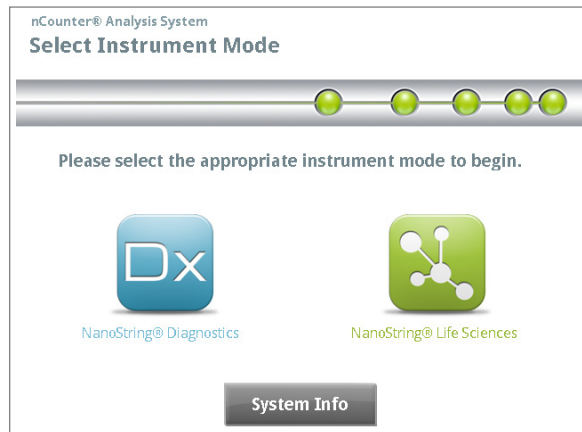 nCounter® Analysis System
Select Instrument Mode
Please select the appropriate instrument mode to begin.
Dx
NanoString® Diagnostics
NanoString® Life Sciences
System Info